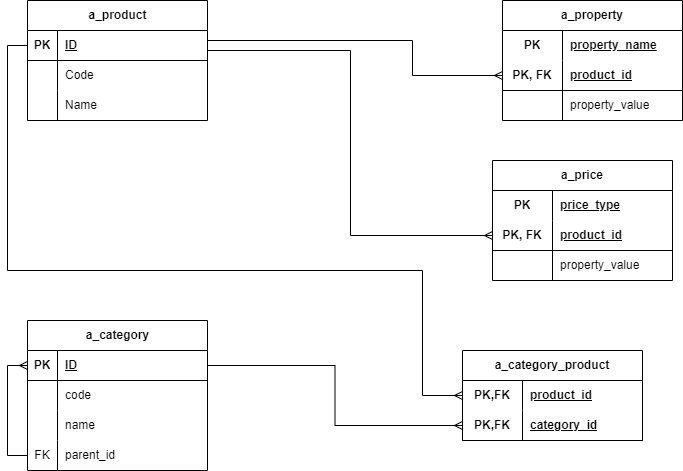 a_product
PK ID
Code
Name
a_property
PK property_name
PK, FK product_id
property_value
a_price
PK price_type
PK, FK product_id
property_value
a_category
PK ID
code
name
FK parent_id
a_category_product
PK,FK product_id
PK,FK category_id